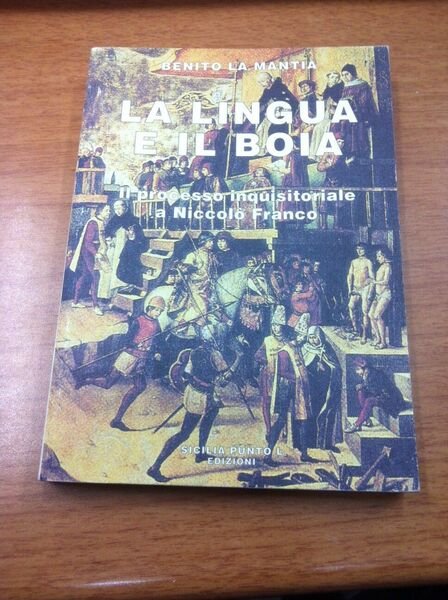 BENITO LA MANTIA
LA LINGUA
E IL BOIA
Il processo inquisitoriale
a Niccolò Franco
SICILIA PUNTO L
EDIZIONI